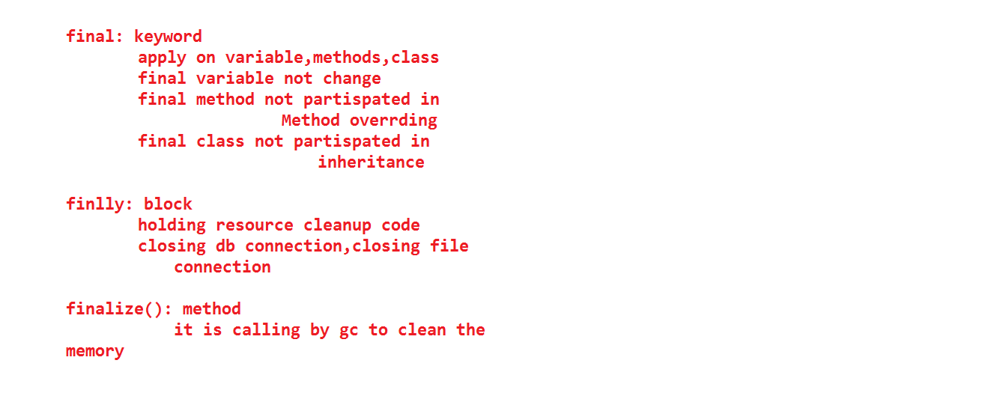 final: keyword
apply on variable,methods,class
final variable not change
final method not partispated in
Method overrding
final class not partispated in
inheritance
finlly: block
holding resource cleanup code
closing db connection,closing file
connection
finalize(): method
it is calling by gc to clean the
memory